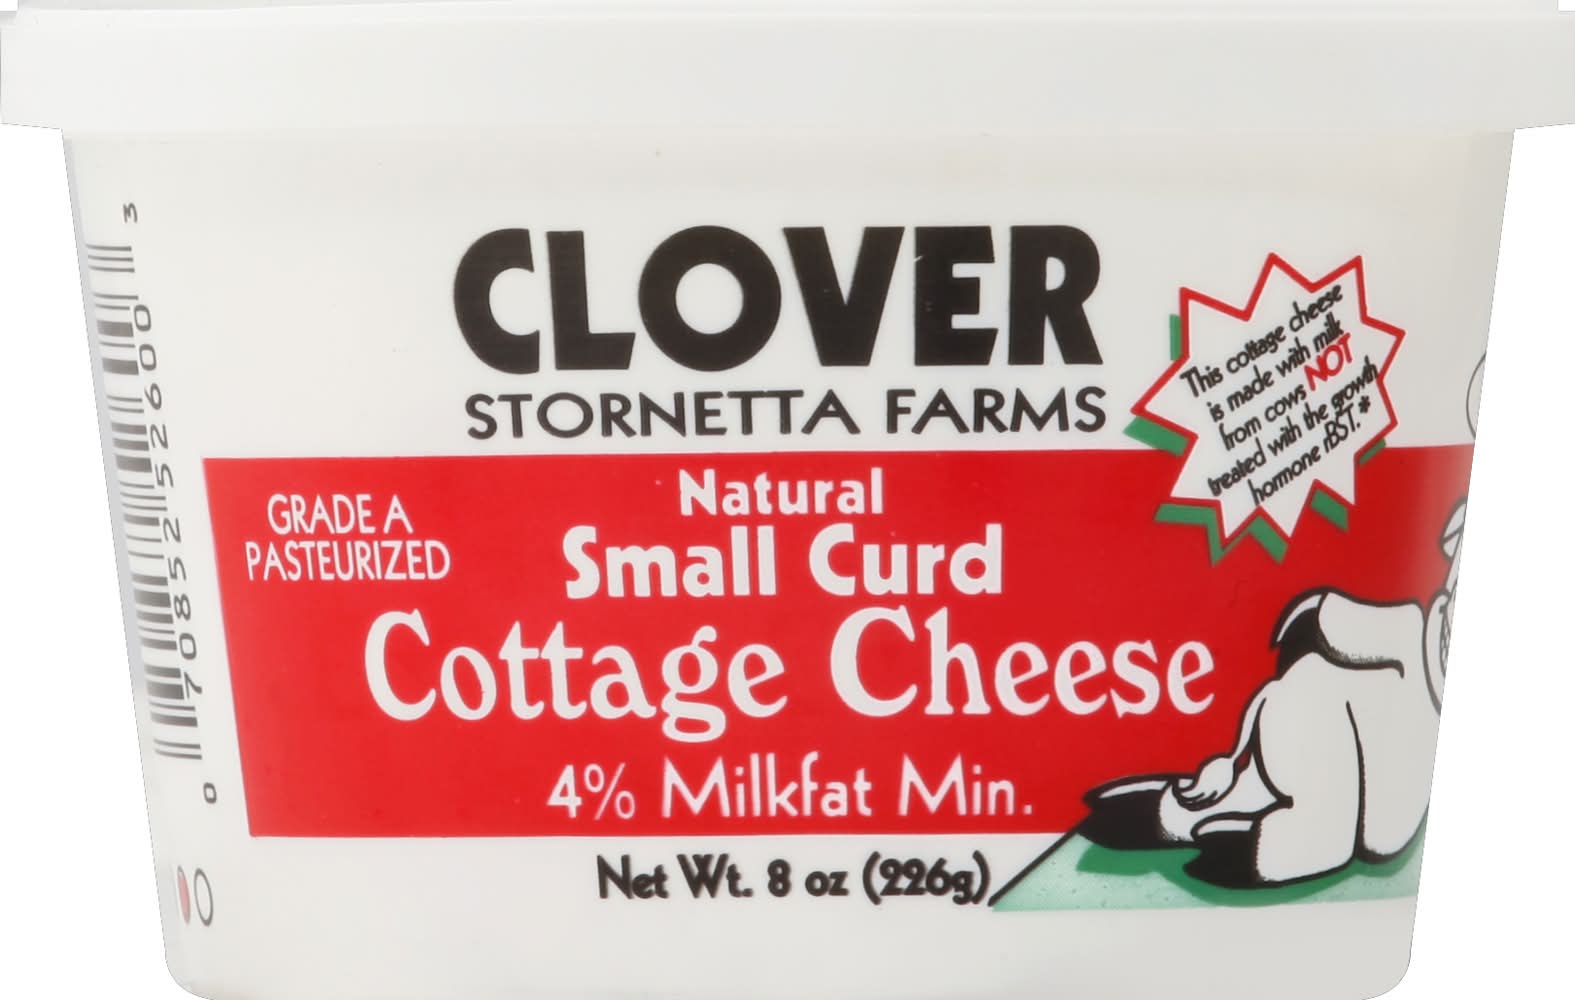 CLOVER
STORNETTA FARMS
This cottage cheese
is made with milk
from cows NOT
treated with the growth
hormone rBST.*
GRADE A
PASTEURIZED
Natural
Small Curd
Cottage Cheese
4% Milkfat Min.
Net Wt. 8 oz (226g)
0 70852 52600 3